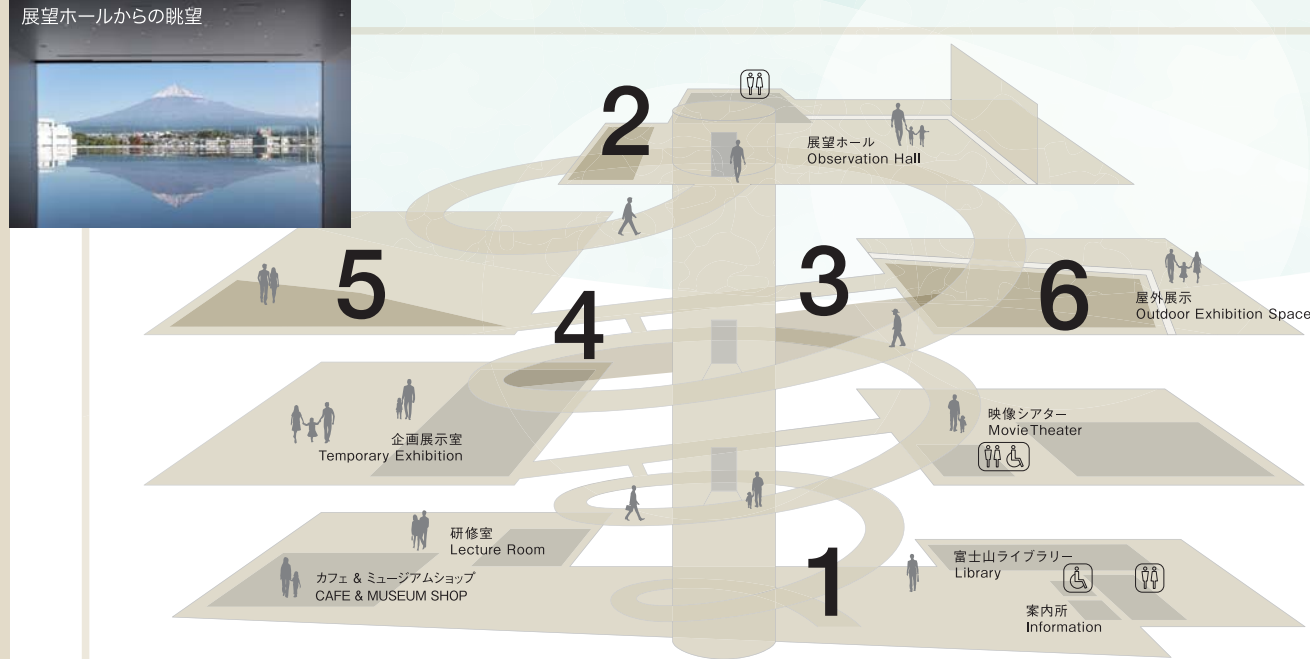 展望ホールからの眺望
2
展望ホール
Observation Hall
5
4
3
6
屋外展示
Outdoor Exhibition Space
企画展示室
Temporary Exhibition
映像シアター
Movie Theater
研修室
Lecture Room
カフェ & ミュージアムショップ
CAFE & MUSEUM SHOP
1
富士山ライブラリー
Library
案内所
Information